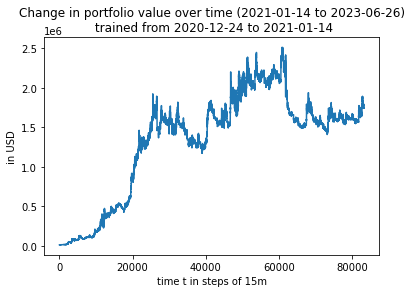 Change in portfolio value over time (2021-01-14 to 2023-06-26)
trained from 2020-12-24 to 2021-01-14
1e6
2.5
2.0
1.5
1.0
0.5
0.0
in USD
0 20000 40000 60000 80000
time t in steps of 15m